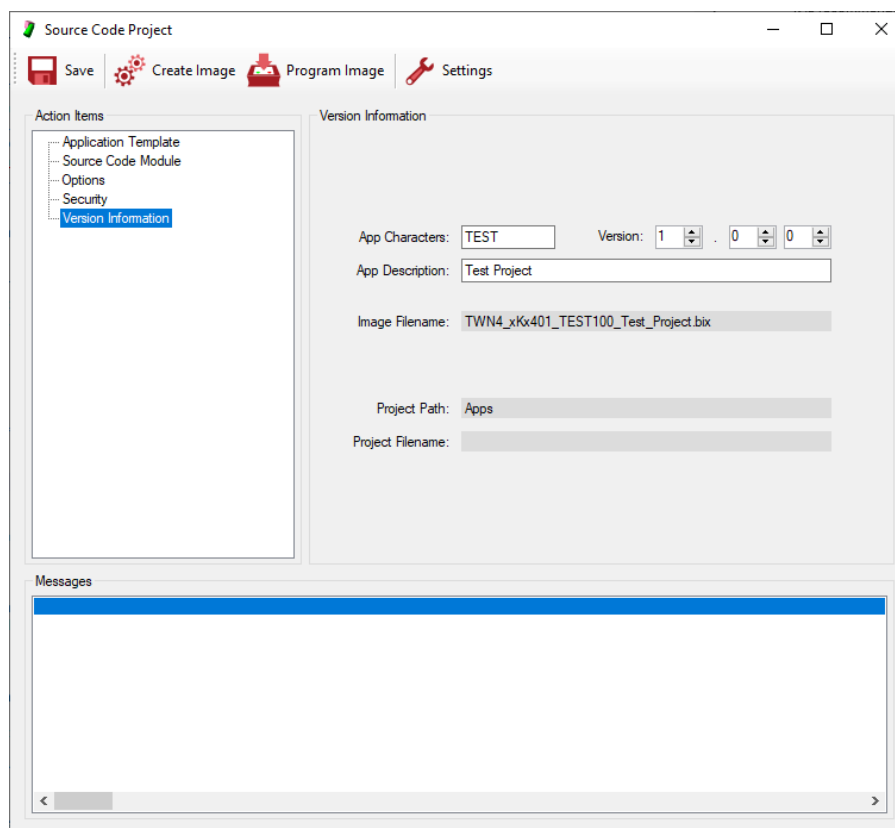 Source Code Project
Save Create Image Program Image Settings
Action Items
Application Template
Source Code Module
Options
Security
Version Information
Version Information
App Characters: TEST Version: 1 . 0 0
App Description: Test Project
Image Filename: TWN4_xKx401_TEST100_Test_Project.bix
Project Path: Apps
Project Filename:
Messages